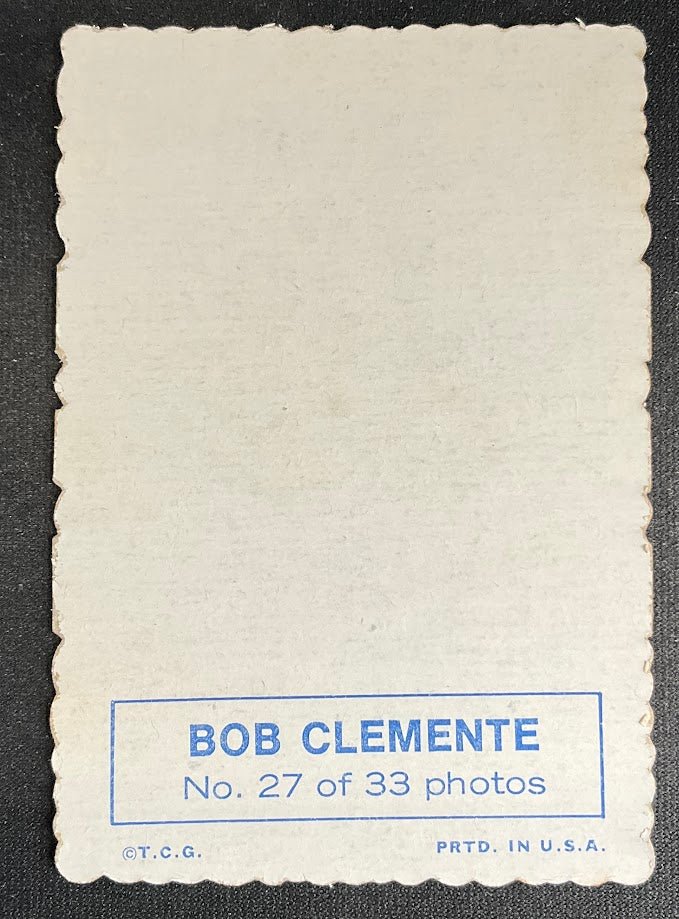 BOB CLEMENTE
No. 27 of 33 photos
©T.C.G. PRTD. IN U.S.A.